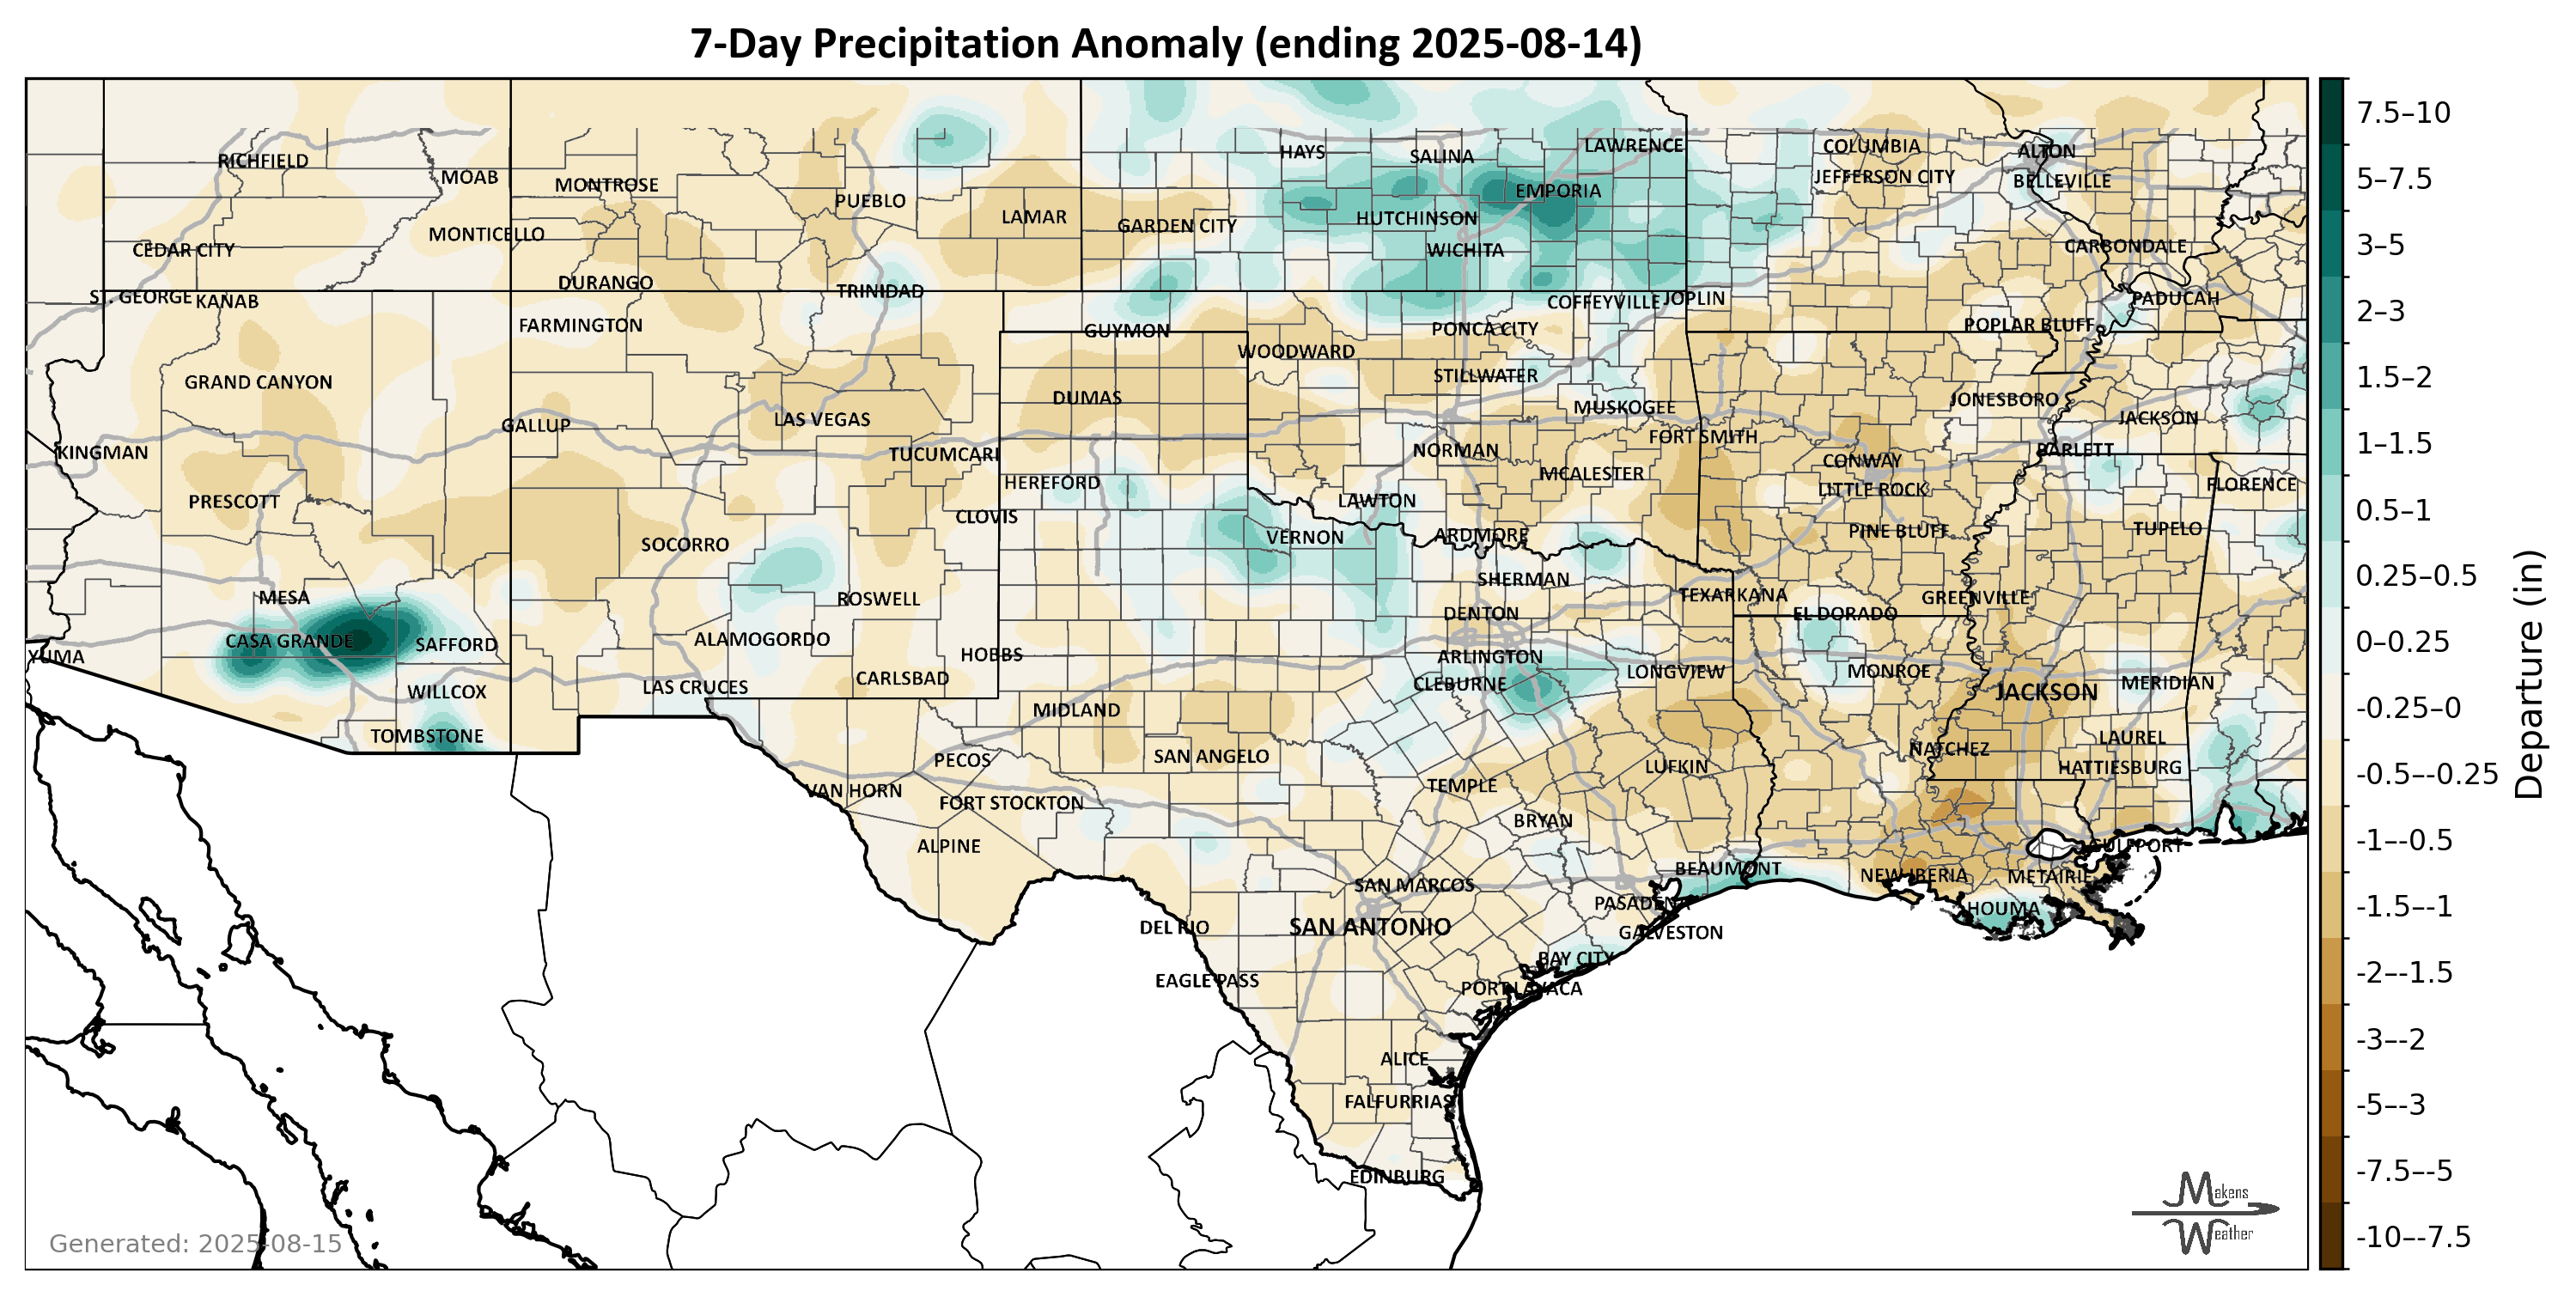 7-Day Precipitation Anomaly (ending 2025-08-14)
HAYS
SALINA
LAWRENCE
COLUMBIA
ALTON
RICHFIELD
MOAB
MONTROSE
PUEBLO
EMPORIA
JEFFERSON CITY
BELLEVILLE
LAMAR
GARDEN CITY
HUTCHINSON
MONTICELLO
CEDAR CITY
WICHITA
CARBONDALE
DURANGO
TRINIDAD
ST. GEORGE
KANAB
COFFEYVILLE
JOPLIN
PADUCAH
FARMINGTON
GUYMON
PONCA CITY
POPLAR BLUFF
WOODWARD
GRAND CANYON
STILLWATER
DUMAS
MUSKOGEE
JONESBORO
GALLUP
LAS VEGAS
JACKSON
KINGMAN
TUCUMCARI
NORMAN
FORT SMITH
CONWAY
BARLETT
HEREFORD
MCALESTER
LITTLE ROCK
FLORENCE
PRESCOTT
LAWTON
CLOVIS
VERNON
ARDMORE
PINE BLUFF
TUPELO
SOCORRO
SHERMAN
MESA
ROSWELL
DENTON
TEXARKANA
EL DORADO
GREENVILLE
CASA GRANDE
SAFFORD
ALAMOGORDO
YUMA
HOBBS
ARLINGTON
LONGVIEW
MONROE
WILLCOX
LAS CRUCES
CARLSBAD
CLEBURNE
JACKSON
MERIDIAN
TOMBSTONE
MIDLAND
PECOS
SAN ANGELO
NATCHEZ
LAUREL
LUFKIN
HATTIESBURG
VAN HORN
FORT STOCKTON
TEMPLE
BRYAN
ALPINE
GULFPORT
BEAUMONT
NEW IBERIA
METAIRIE
SAN MARCOS
PASADENA
HOUMA
DEL RIO
SAN ANTONIO
GALVESTON
BAY CITY
EAGLE PASS
PORT LAVACA
ALICE
FALFURRIAS
EDINBURG
Generated: 2025-08-15
Makens
Weather
7.5–10
5–7.5
3–5
2–3
1.5–2
1–1.5
0.5–1
0.25–0.5
0–0.25
-0.25–0
-0.5–-0.25
-1–-0.5
-1.5–-1
-2–-1.5
-3–-2
-5–-3
-7.5–-5
-10–-7.5
Departure (in)